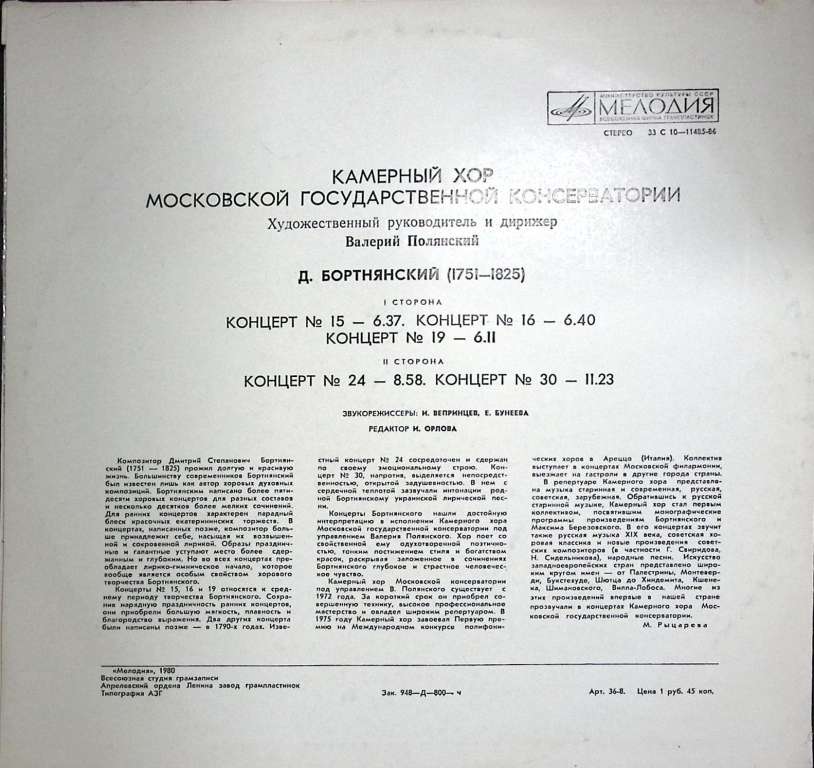 МИНИСТЕРСТВО КУЛЬТУРЫ СССР
МЕЛОДИЯ
ВСЕСОЮЗНАЯ ФИРМА ГРАМПЛАСТИНОК
СТЕРЕО 33 С 10—11485-86
КАМЕРНЫЙ ХОР
МОСКОВСКОЙ ГОСУДАРСТВЕННОЙ КОНСЕРВАТОРИИ
Художественный руководитель и дирижер
Валерий Полянский
Д. БОРТНЯНСКИЙ (1751—1825)
I СТОРОНА
КОНЦЕРТ № 15 — 6.37. КОНЦЕРТ № 16 — 6.40
КОНЦЕРТ № 19 — 6.11
II СТОРОНА
КОНЦЕРТ № 24 — 8.58. КОНЦЕРТ № 30 — 11.23
ЗВУКОРЕЖИССЕРЫ: И. ВЕПРИНЦЕВ, Е. БУНЕЕВА
РЕДАКТОР И. ОРЛОВА
Композитор Дмитрий Степанович Бортнян-
ский (1751 — 1825) прожил долгую и красивую
жизнь. Большинству современников Бортнянский
был известен лишь как автор хоровых духовных
композиций. Бортнянским написано более пяти-
десяти хоровых концертов для разных составов
и несколько десятков более мелких сочинений.
Для ранних концертов характерен парадный
блеск красочных екатерининских торжеств. В
концертах, написанных позже, композитор боль-
ше принадлежит себе, насыщая их возвышен-
ной и сокровенной лирикой. Образы празднич-
ные и галантные уступают место более сдер-
жанным и глубоким. Но во всех концертах пре-
обладает лирико-гимническое начало, которое
вообще является особым свойством хорового
творчества Бортнянского.
Концерты № 15, 16 и 19 относятся к сред-
нему периоду творчества Бортнянского. Сохра-
нив нарядную праздничность ранних концертов,
они приобрели большую мягкость, плавность и
благородство выражения. Два других концерта
были написаны позже — в 1790-х годах. Изве-
стный концерт № 24 сосредоточен и сдержан
по своему эмоциональному строю. Кон-
церт № 30, напротив, выделяется непосредст-
венностью, открытой задушевностью. В нем с
сердечной теплотой зазвучали интонации род-
ной Бортнянскому украинской лирической пес-
ни.
Концерты Бортнянского нашли достойную
интерпретацию в исполнении Камерного хора
Московской государственной консерватории под
управлением Валерия Полянского. Хор поет со
свойственной ему одухотворенной поэтично-
стью, тонким постижением стиля и богатством
красок, раскрывая заложенное в сочинениях
Бортнянского глубокое и страстное человечес-
кое чувство.
Камерный хор Московской консерватории
под управлением В. Полянского существует с
1972 года. За короткий срок он приобрел со-
вершенную технику, высокое профессиональное
мастерство и овладел широким репертуаром. В
1975 году Камерный хор завоевал Первую пре-
мию на Международном конкурсе полифони-
ческих хоров в Ареццо (Италия). Коллектив
выступает в концертах Московской филармонии,
выезжает на гастроли в другие города страны.
В репертуаре Камерного хора представле-
на музыка старинная и современная, русская,
советская, зарубежная. Обратившись к русской
старинной музыке, Камерный хор стал первым
коллективом, посвятившим монографические
программы произведениям Бортнянского и
Максима Березовского. В его концертах звучит
также русская музыка XIX века, советская хо-
ровая классика и новые произведения совет-
ских композиторов (в частности Г. Свиридова,
Н. Сидельникова), народные песни. Искусство
западноевропейских стран представлено широ-
ким кругом имен — от Палестрины, Монтевер-
ди, Букстехуде, Шютца до Хиндемита, Кшене-
ка, Шимановского, Вилла-Лобоса. Многие из
этих произведений впервые в нашей стране
прозвучали в концертах Камерного хора Мос-
ковской государственной консерватории.
М. Рыцарева
«Мелодия», 1980
Всесоюзная студия грамзаписи
Апрелевский ордена Ленина завод грампластинок
Типография АЗГ
Зак. 948—Д—800— ч
Арт. 36-8. Цена 1 руб. 45 коп.